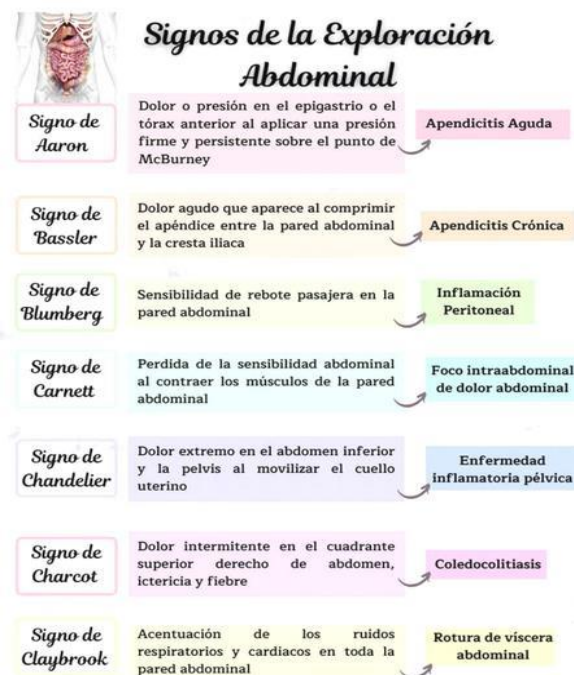 Signos de la Exploración
Abdominal
Signo de
Aaron
Dolor o presión en el epigastrio o el
tórax anterior al aplicar una presión
firme y persistente sobre el punto de
McBurney
Apendicitis Aguda
Signo de
Bassler
Dolor agudo que aparece al comprimir
el apéndice entre la pared abdominal
y la cresta iliaca
Apendicitis Crónica
Signo de
Blumberg
Sensibilidad de rebote pasajera en la
pared abdominal
Inflamación
Peritoneal
Signo de
Carnett
Perdida de la sensibilidad abdominal
al contraer los músculos de la pared
abdominal
Foco intraabdominal
de dolor abdominal
Signo de
Chandelier
Dolor extremo en el abdomen inferior
y la pelvis al movilizar el cuello
uterino
Enfermedad
inflamatoria pélvica
Signo de
Charcot
Dolor intermitente en el cuadrante
superior derecho de abdomen,
ictericia y fiebre
Coledocolitiasis
Signo de
Claybrook
Acentuación de los ruidos
respiratorios y cardiacos en toda la
pared abdominal
Rotura de víscera
abdominal